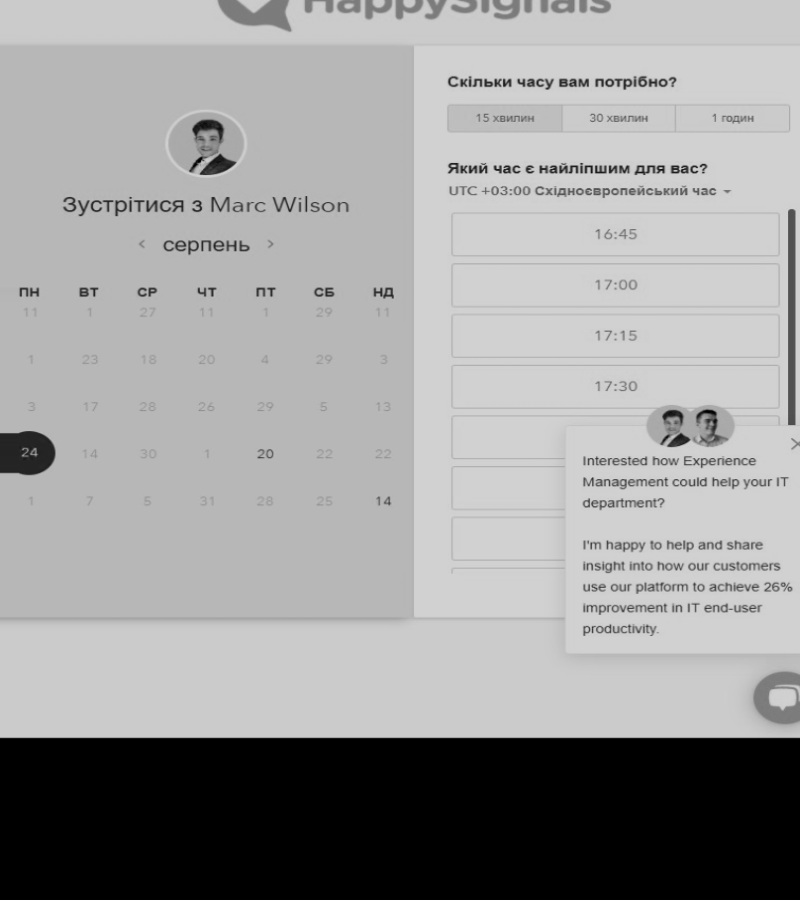 HappySignals
Зустрітися з Marc Wilson
серпень
ПН ВТ СР ЧТ ПТ СБ НД
11 1 27 11 1 29 11
1 23 18 20 4 29 3
3 17 28 26 29 5 13
24 14 30 1 20 22 22
1 7 5 31 28 25 14
Скільки часу вам потрібно?
15 хвилин 30 хвилин 1 годин
Який час є найліпшим для вас?
UTC +03:00 Східноєвропейський час
16:45
17:00
17:15
17:30
Interested how Experience
Management could help your IT
department?
I'm happy to help and share
insight into how our customers
use our platform to achieve 26%
improvement in IT end-user
productivity.